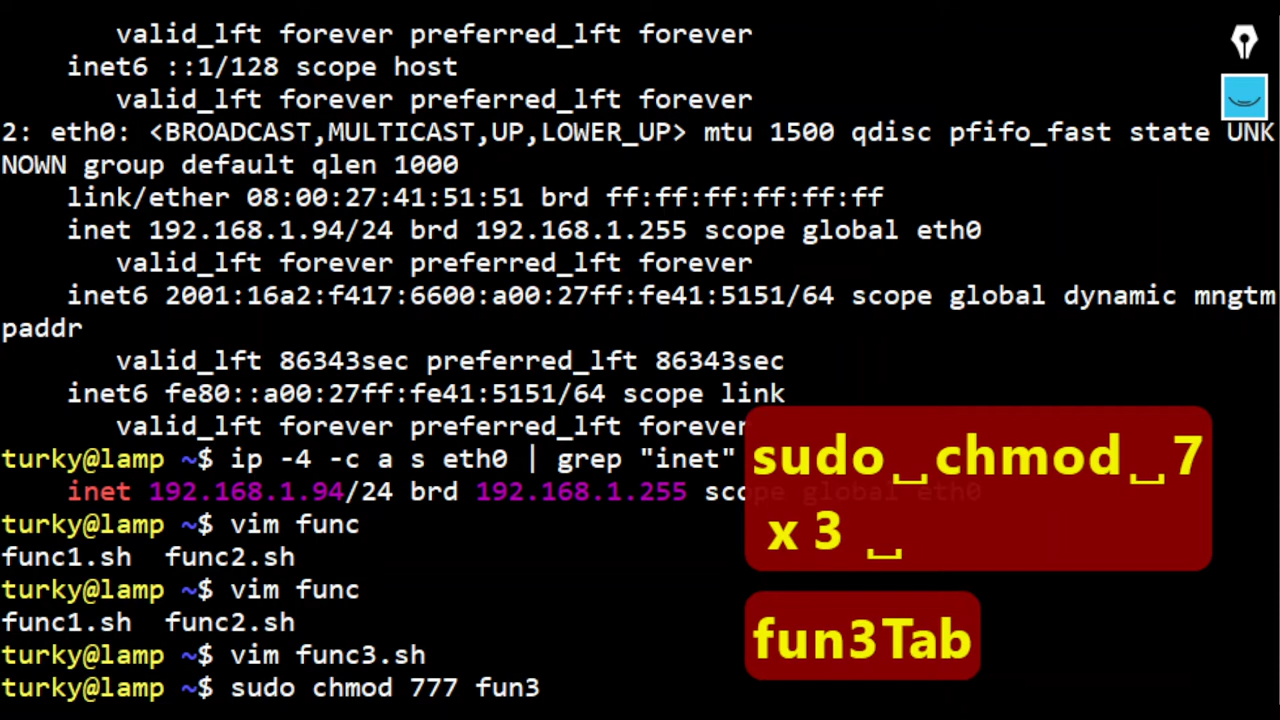 valid_lft forever preferred_lft forever
inet6 ::1/128 scope host
valid_lft forever preferred_lft forever
2: eth0: <BROADCAST,MULTICAST,UP,LOWER_UP> mtu 1500 qdisc pfifo_fast state UNK
NOWN group default qlen 1000
link/ether 08:00:27:41:51:51 brd ff:ff:ff:ff:ff:ff
inet 192.168.1.94/24 brd 192.168.1.255 scope global eth0
valid_lft forever preferred_lft forever
inet6 2001:16a2:f417:6600:a00:27ff:fe41:5151/64 scope global dynamic mngtm
paddr
valid_lft 86343sec preferred_lft 86343sec
inet6 fe80::a00:27ff:fe41:5151/64 scope link
valid_lft forever preferred_lft forever
turky@lamp ~$ ip -4 -c a s eth0 | grep "inet"
inet 192.168.1.94/24 brd 192.168.1.255 scope global eth0
turky@lamp ~$ vim func
func1.sh  func2.sh
turky@lamp ~$ vim func
func1.sh  func2.sh
turky@lamp ~$ vim func3.sh
turky@lamp ~$ sudo chmod 777 fun3
sudo␣chmod␣7
x 3 ␣
fun3Tab